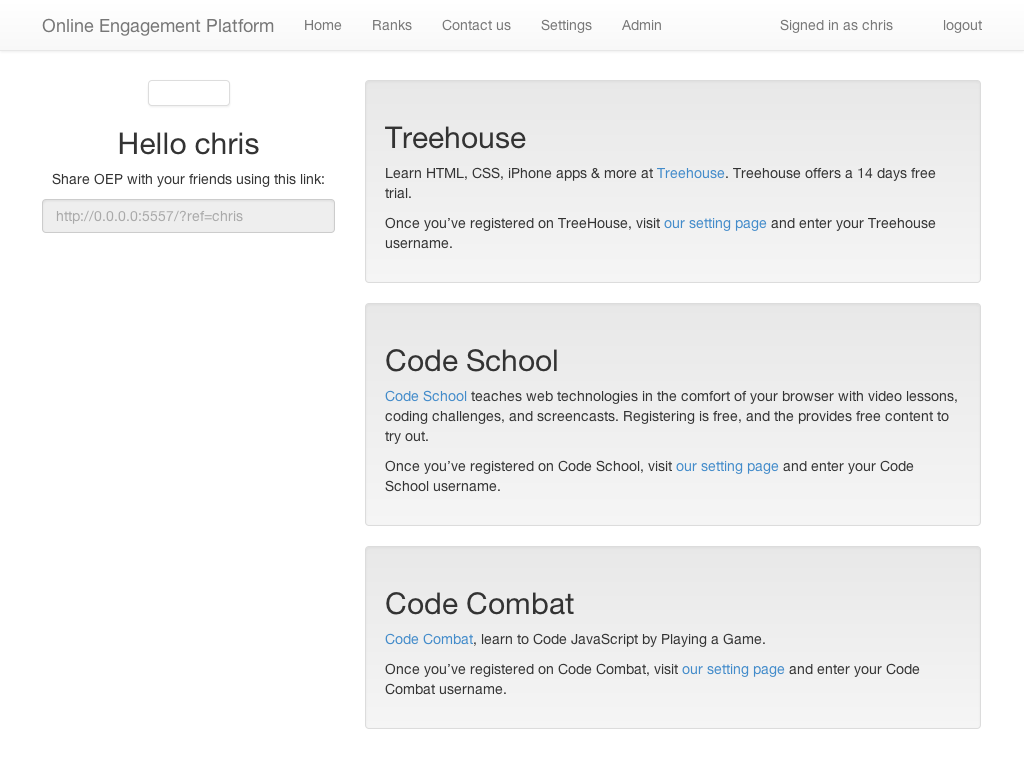 Online Engagement Platform Home Ranks Contact us Settings Admin Signed in as chris logout
Hello chris
Share OEP with your friends using this link:
http://0.0.0.0:5557/?ref=chris
Treehouse
Learn HTML, CSS, iPhone apps & more at Treehouse. Treehouse offers a 14 days free
trial.
Once you've registered on TreeHouse, visit our setting page and enter your Treehouse
username.
Code School
Code School teaches web technologies in the comfort of your browser with video lessons,
coding challenges, and screencasts. Registering is free, and the provides free content to
try out.
Once you've registered on Code School, visit our setting page and enter your Code
School username.
Code Combat
Code Combat, learn to Code JavaScript by Playing a Game.
Once you've registered on Code Combat, visit our setting page and enter your Code
Combat username.